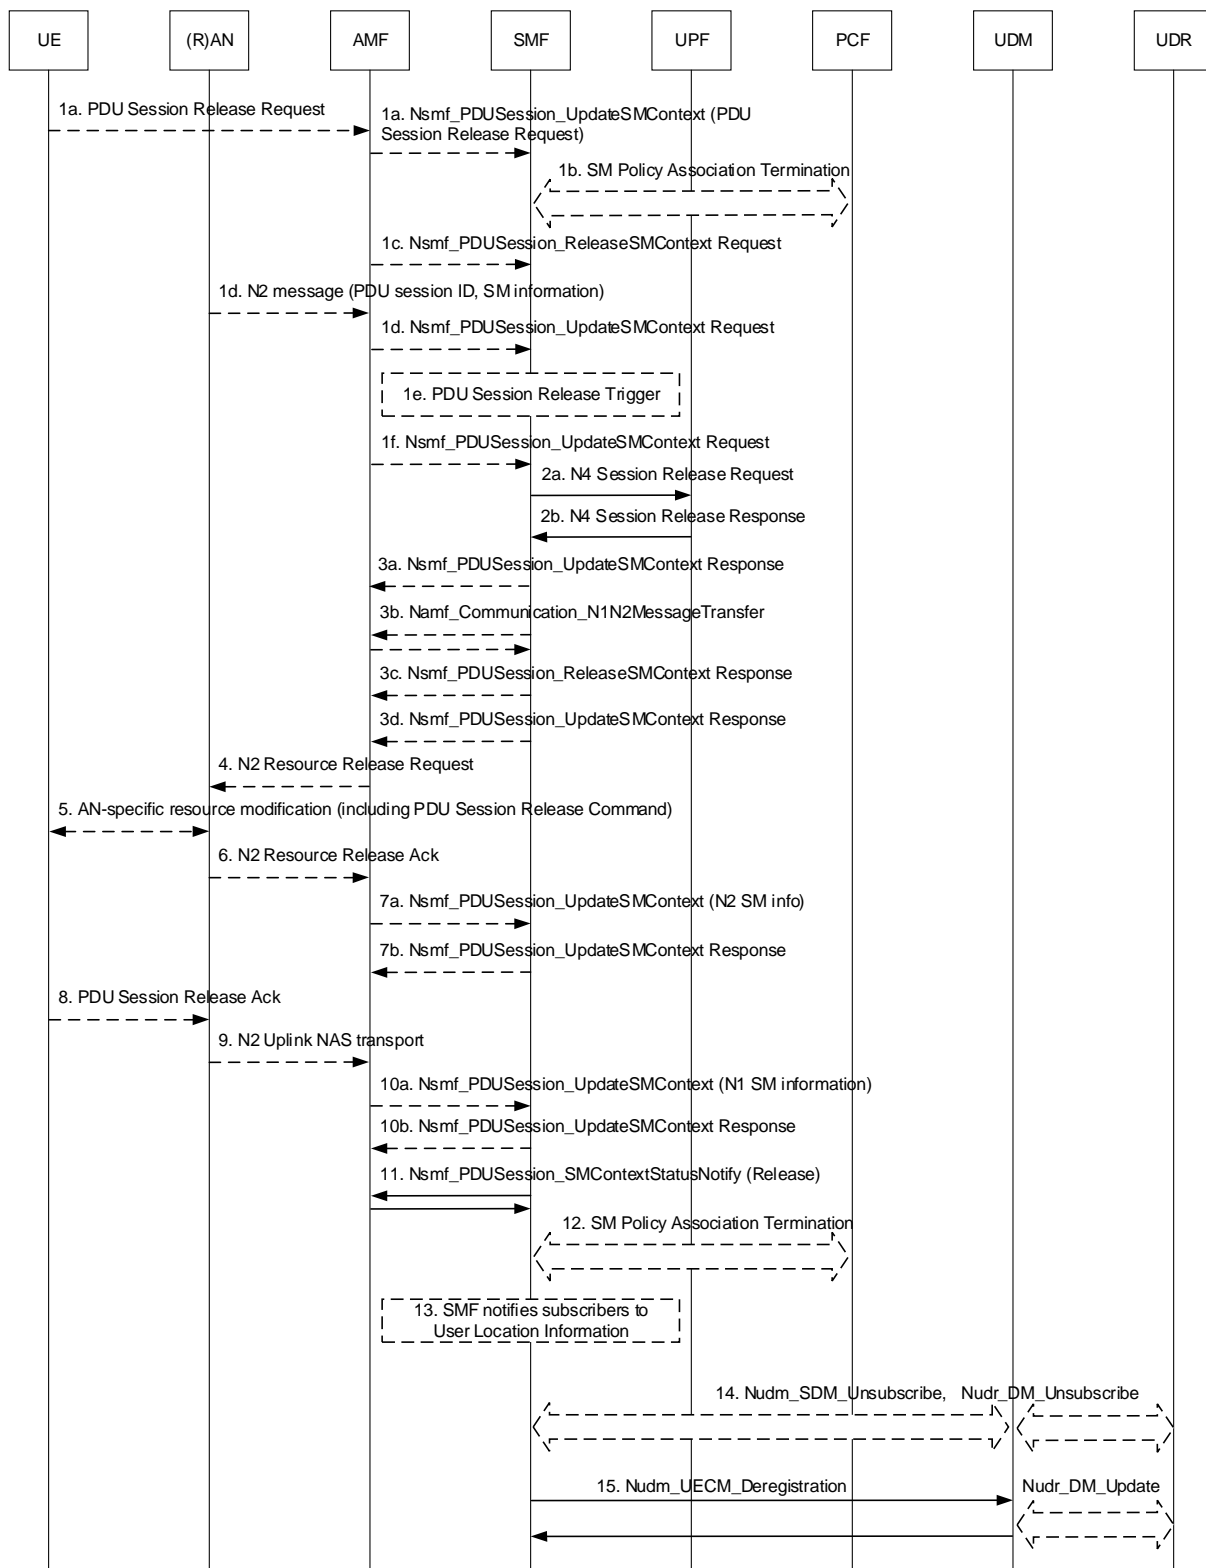 UE
(R)AN
AMF
SMF
UPF
PCF
UDM
UDR
1a. PDU Session Release Request
1a. Nsmf_PDUSession_UpdateSMContext (PDU
Session Release Request)
1b. SM Policy Association Termination
1c. Nsmf_PDUSession_ReleaseSMContext Request
1d. N2 message (PDU session ID, SM information)
1d. Nsmf_PDUSession_UpdateSMContext Request
1e. PDU Session Release Trigger
1f. Nsmf_PDUSession_UpdateSMContext Request
2a. N4 Session Release Request
2b. N4 Session Release Response
3a. Nsmf_PDUSession_UpdateSMContext Response
3b. Namf_Communication_N1N2MessageTransfer
3c. Nsmf_PDUSession_ReleaseSMContext Response
3d. Nsmf_PDUSession_UpdateSMContext Response
4. N2 Resource Release Request
5. AN-specific resource modification (including PDU Session Release Command)
6. N2 Resource Release Ack
7a. Nsmf_PDUSession_UpdateSMContext (N2 SM info)
7b. Nsmf_PDUSession_UpdateSMContext Response
8. PDU Session Release Ack
9. N2 Uplink NAS transport
10a. Nsmf_PDUSession_UpdateSMContext (N1 SM information)
10b. Nsmf_PDUSession_UpdateSMContext Response
11. Nsmf_PDUSession_SMContextStatusNotify (Release)
12. SM Policy Association Termination
13. SMF notifies subscribers to
User Location Information
14. Nudm_SDM_Unsubscribe, Nudr_DM_Unsubscribe
15. Nudm_UECM_Deregistration
Nudr_DM_Update